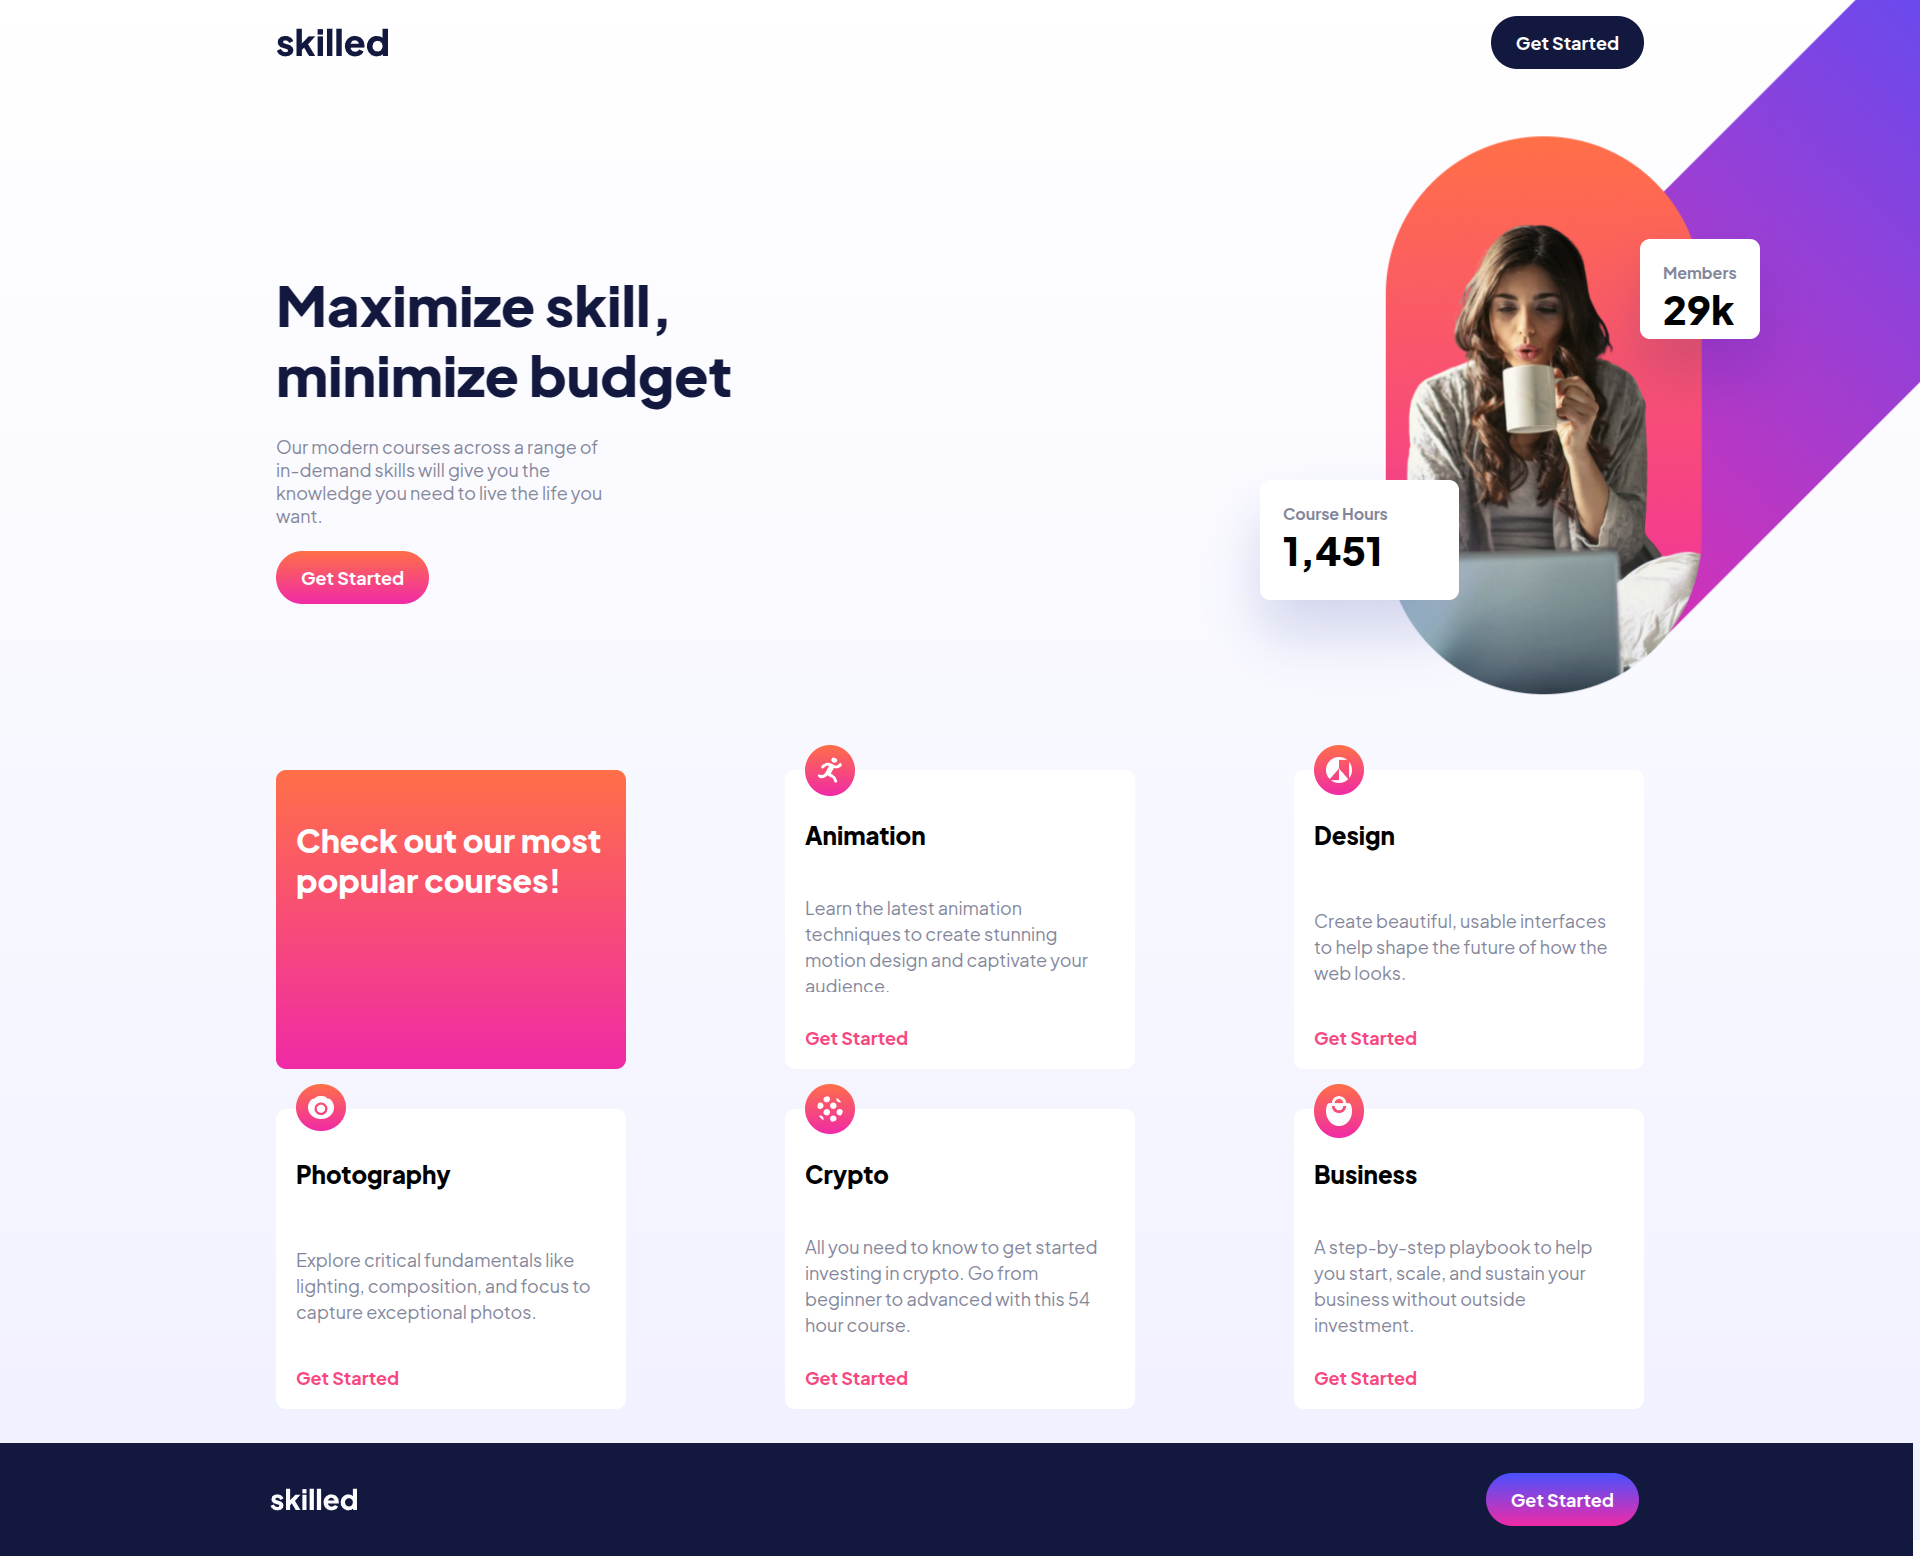 skilled
Get Started
Maximize skill,
minimize budget
Our modern courses across a range of
in-demand skills will give you the
knowledge you need to live the life you
want.
Get Started
Members
29k
Course Hours
1,451
Check out our most
popular courses!
Animation
Learn the latest animation
techniques to create stunning
motion design and captivate your
audience.
Get Started
Design
Create beautiful, usable interfaces
to help shape the future of how the
web looks.
Get Started
Photography
Explore critical fundamentals like
lighting, composition, and focus to
capture exceptional photos.
Get Started
Crypto
All you need to know to get started
investing in crypto. Go from
beginner to advanced with this 54
hour course.
Get Started
Business
A step-by-step playbook to help
you start, scale, and sustain your
business without outside
investment.
Get Started
skilled
Get Started